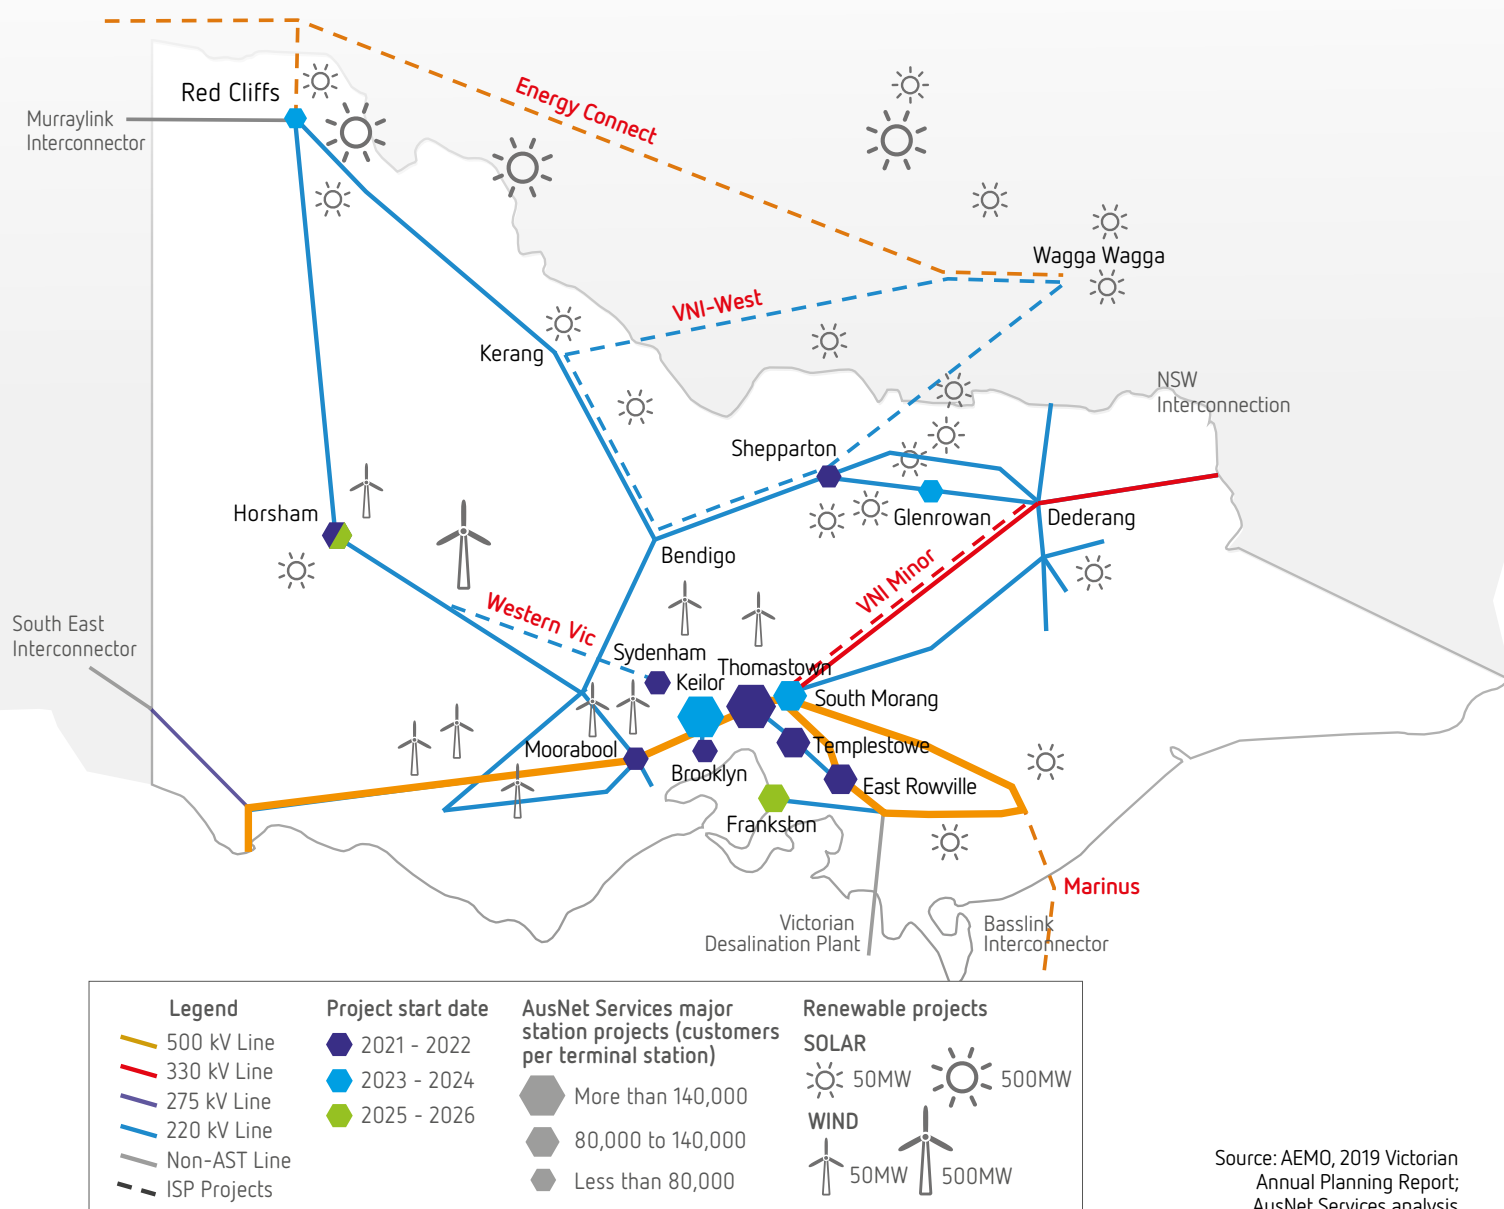 Energy Connect
Red Cliffs
Murraylink
Interconnector
Wagga Wagga
VNI-West
Kerang
NSW
Interconnection
Shepparton
Horsham
Glenrowan
Dederang
Bendigo
VNI Minor
Western Vic
South East
Interconnector
Sydenham
Thomastown
Keilor
South Morang
Moorabool
Templestowe
Brooklyn
East Rowville
Frankston
Marinus
Victorian
Desalination Plant
Basslink
Interconnector
Legend
500 kV Line
330 kV Line
275 kV Line
220 kV Line
Non-AST Line
ISP Projects
Project start date
2021 - 2022
2023 - 2024
2025 - 2026
AusNet Services major
station projects (customers
per terminal station)
More than 140,000
80,000 to 140,000
Less than 80,000
Renewable projects
SOLAR
50MW
500MW
WIND
50MW
500MW
Source: AEMO, 2019 Victorian
Annual Planning Report;
AusNet Services analysis